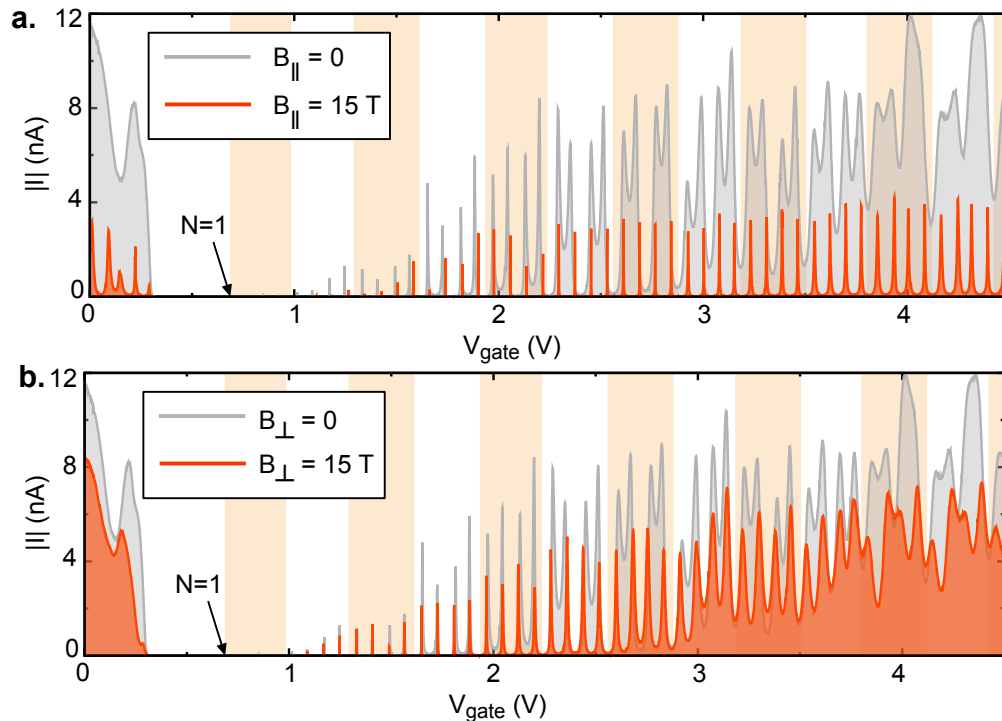 a.
12
8
4
0
|I| (nA)
B∥ = 0
B∥ = 15 T
N=1
0 1 2 3 4
Vgate (V)
b.
12
8
4
0
|I| (nA)
B⊥ = 0
B⊥ = 15 T
N=1
0 1 2 3 4
Vgate (V)